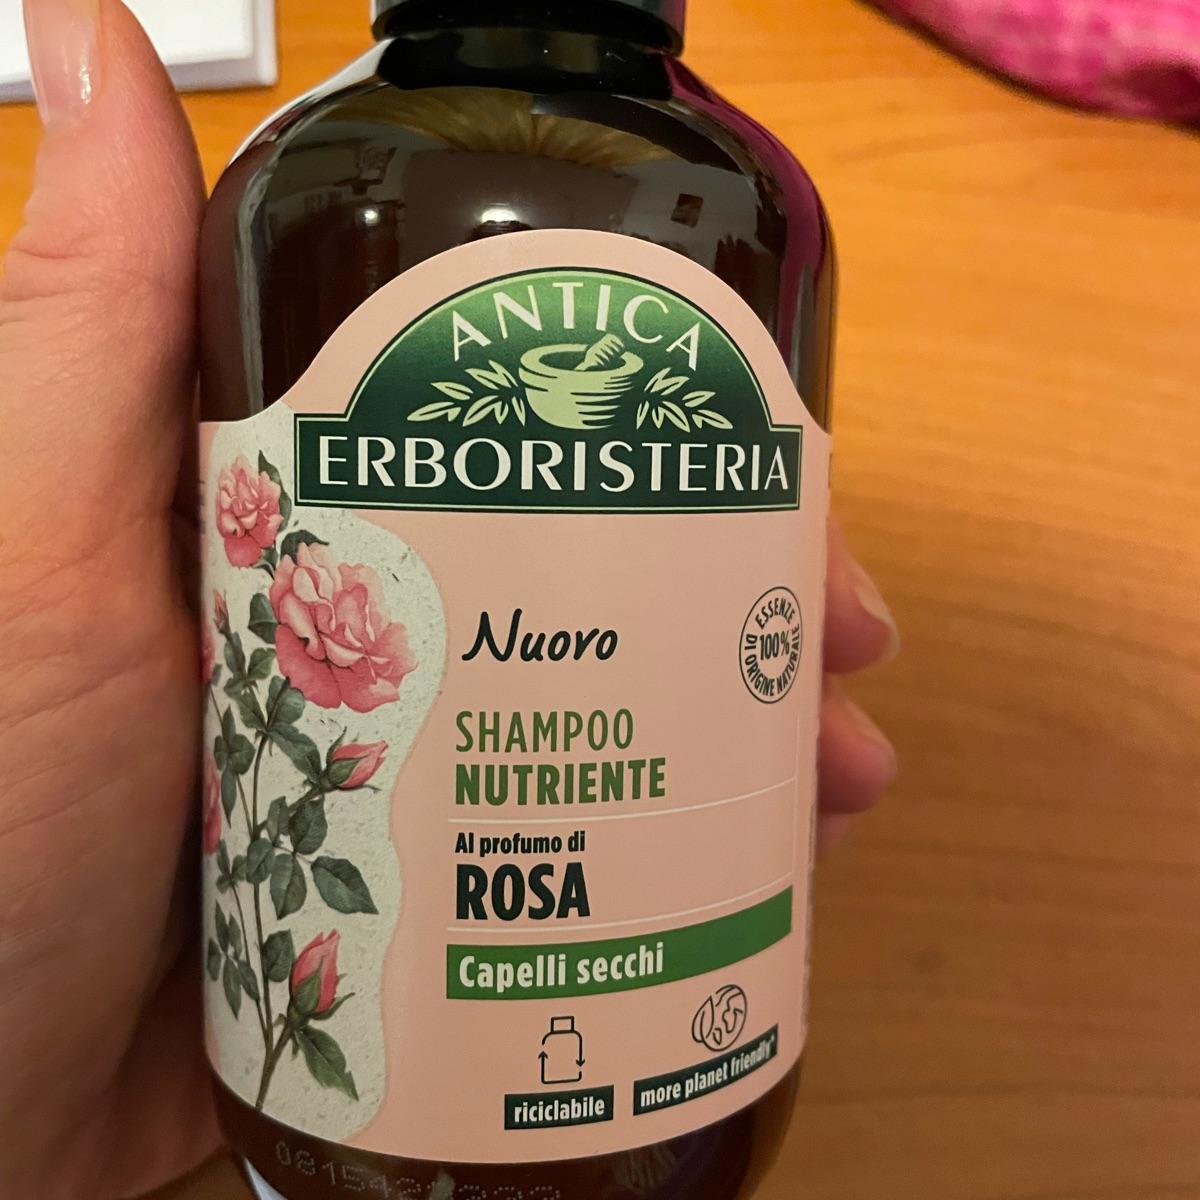 ANTICA
ERBORISTERIA
Nuovo
ESSENZE
100%
DI ORIGINE NATURALE
SHAMPOO
NUTRIENTE
Al profumo di
ROSA
Capelli secchi
riciclabile
more planet friendly*